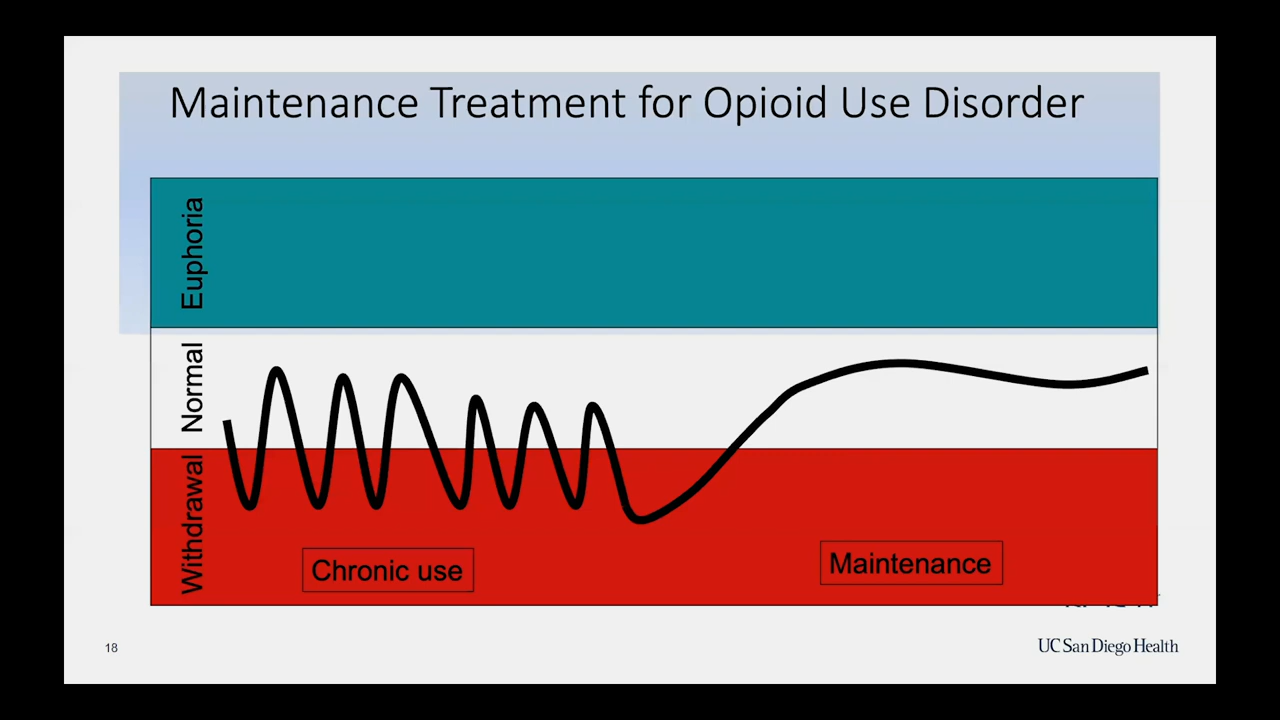 Maintenance Treatment for Opioid Use Disorder
Euphoria
Normal
Withdrawal
Chronic use
Maintenance
18
UC San Diego Health